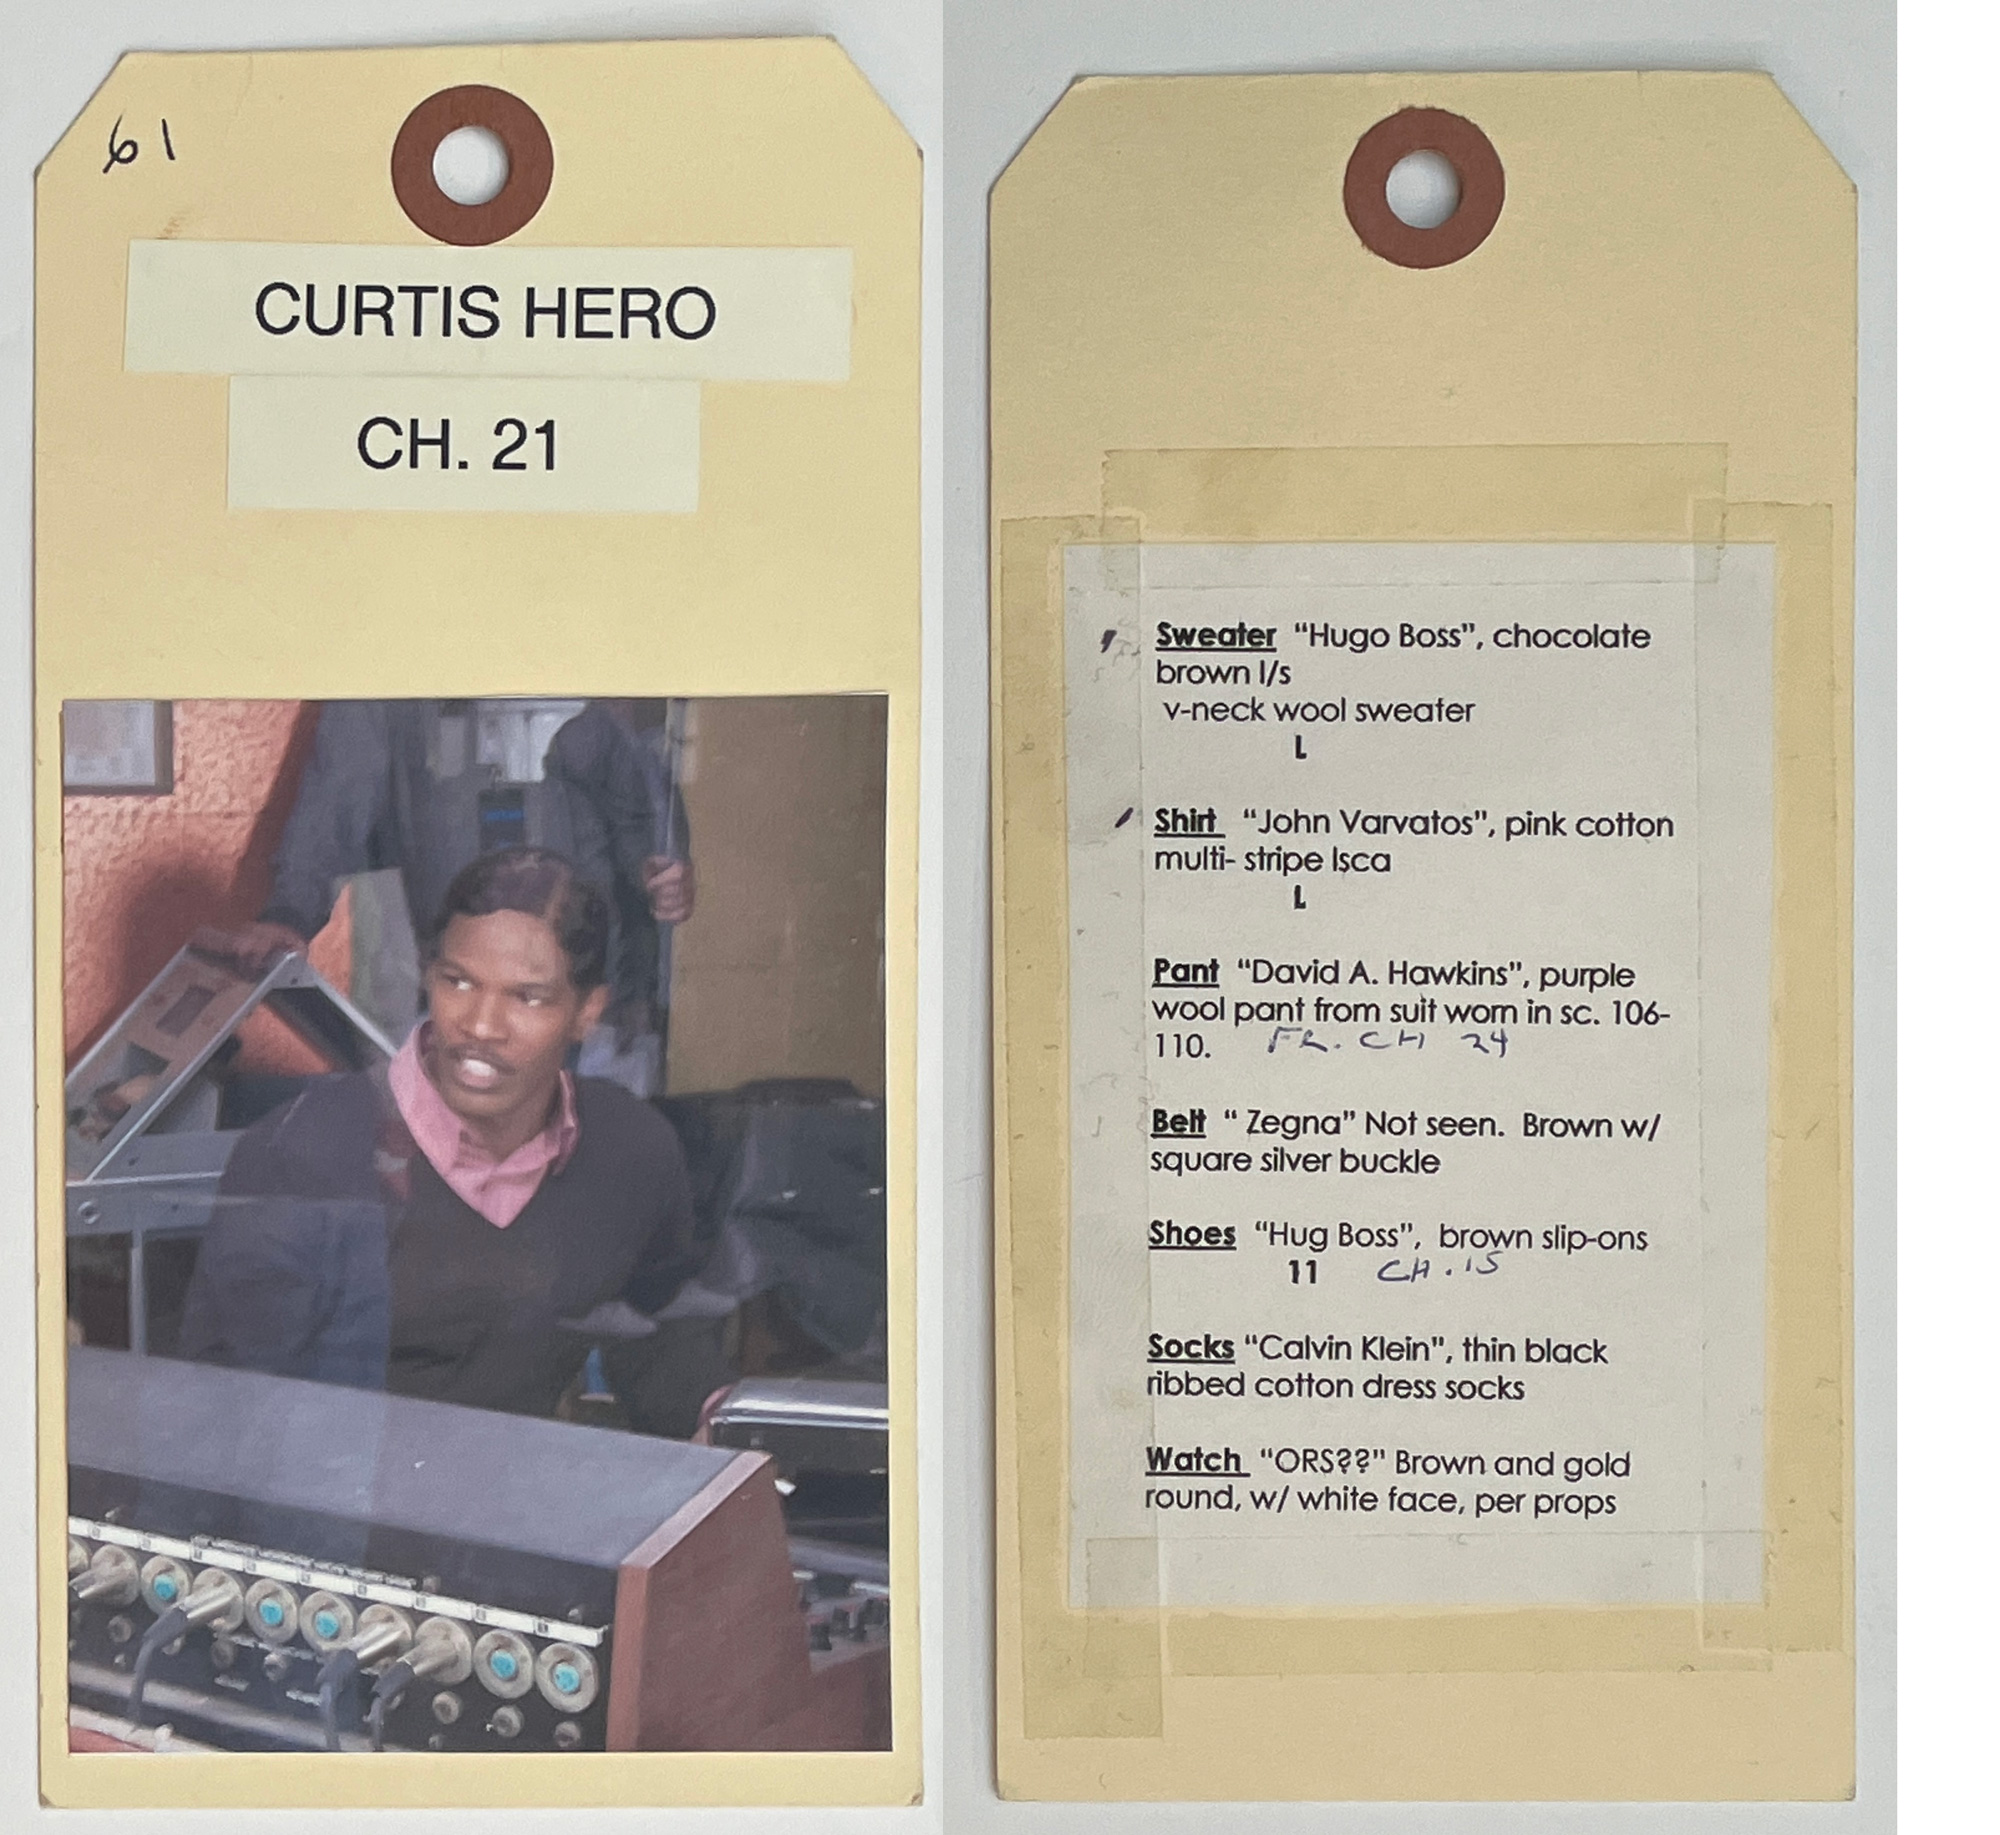 61
CURTIS HERO
CH. 21
Sweater “Hugo Boss”, chocolate
brown l/s
v-neck wool sweater
L
Shirt “John Varvatos”, pink cotton
multi- stripe lsca
L
Pant “David A. Hawkins”, purple
wool pant from suit worn in sc. 106-
110. FR. CH 24
Belt “ Zegna” Not seen. Brown w/
square silver buckle
Shoes “Hug Boss”, brown slip-ons
11 CH. 15
Socks “Calvin Klein”, thin black
ribbed cotton dress socks
Watch “ORS??” Brown and gold
round, w/ white face, per props